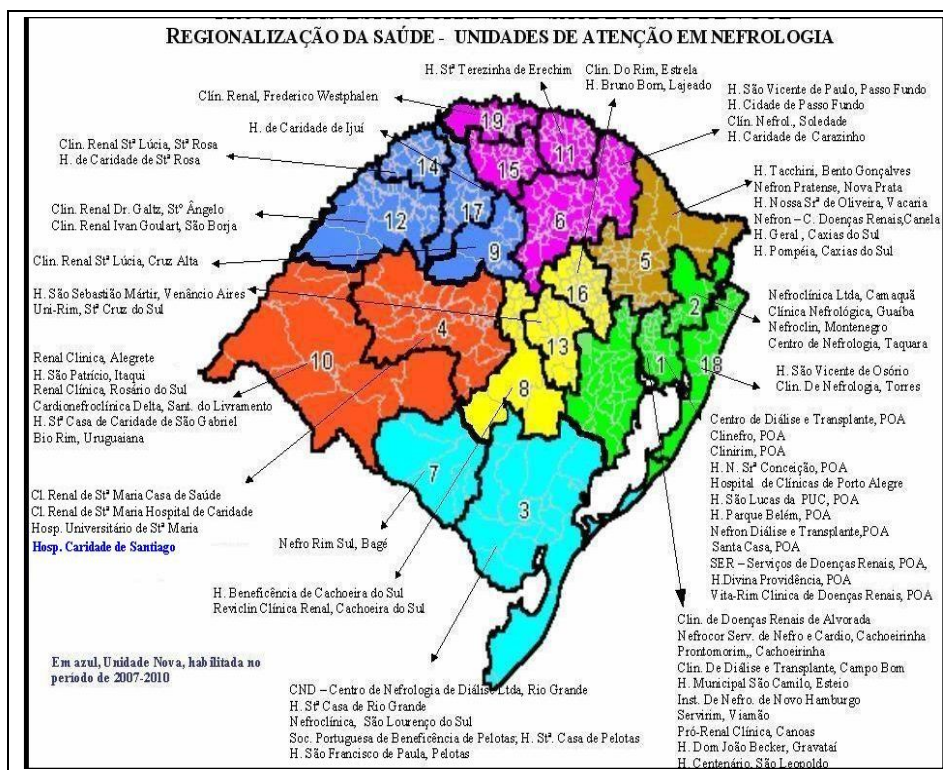 REGIONALIZAÇÃO DA SAÚDE - UNIDADES DE ATENÇÃO EM NEFROLOGIA
H. Stª Terezinha de Erechim
Clin. Do Rim, Estrela
H. Bruno Bom, Lajeado
Clín. Renal, Frederico Westphalen
H. de Caridade de Ijuí
H. São Vicente de Paulo, Passo Fundo
H. Cidade de Passo Fundo
Clín. Nefrol., Soledade
H. Caridade de Carazinho
Clin. Renal Stª Lúcia, Stª Rosa
H. de Caridade de Stª Rosa
H. Tacchini, Bento Gonçalves
Nefron Pratense, Nova Prata
H. Nossa Srª de Oliveira, Vacaria
Nefron – C. Doenças Renais,Canela
H. Geral , Caxias do Sul
H. Pompéia, Caxias do Sul
Clin. Renal Dr. Galtz, Stº Ângelo
Clin. Renal Ivan Goulart, São Borja
Clin. Renal Stª Lúcia, Cruz Alta
H. São Sebastião Mártir, Venâncio Aires
Uni-Rim, Stª Cruz do Sul
Nefroclínica Ltda, Camaquã
Clínica Nefrológica, Guaíba
Nefroclin, Montenegro
Centro de Nefrologia, Taquara
H. São Vicente de Osório
Clin. De Nefrologia, Torres
19
15
11
14
12
17
9
6
5
16
2
4
13
10
8
1
18
7
3
Renal Clinica, Alegrete
H. São Patrício, Itaqui
Renal Clínica, Rosário do Sul
Cardionefroclínica Delta, Sant. do Livramento
H. Stª Casa de Caridade de São Gabriel
Bio Rim, Uruguaiana
Cl. Renal de Stª Maria Casa de Saúde
Cl. Renal de Stª Maria Hospital de Caridade
Hosp. Universitário de Stª Maria
Hosp. Caridade de Santiago
Nefro Rim Sul, Bagé
H. Beneficência de Cachoeira do Sul
Reviclin Clínica Renal, Cachoeira do Sul
Centro de Diálise e Transplante, POA
Clinefro, POA
Clinirim, POA
H. N. Srª Conceição, POA
Hospital de Clínicas de Porto Alegre
H. São Lucas da PUC, POA
H. Parque Belém, POA
Nefron Diálise e Transplante,POA
Santa Casa, POA
SER – Serviços de Doenças Renais, POA,
H.Divina Providência, POA
Vita-Rim Clinica de Doenças Renais, POA
Clin. de Doenças Renais de Alvorada
Nefrocor Serv. de Nefro e Cardio, Cachoeirinha
Prontomorim,, Cachoeirinha
Clin. De Diálise e Transplante, Campo Bom
H. Municipal São Camilo, Esteio
Inst. De Nefro. de Novo Hamburgo
Servirim, Viamão
Pró-Renal Clínica, Canoas
H. Dom João Becker, Gravataí
H. Centenário, São Leopoldo
Em azul, Unidade Nova, habilitada no
período de 2007-2010
CND – Centro de Nefrologia de Diálise Ltda, Rio Grande
H. Stª Casa de Rio Grande
Nefroclínica, São Lourenço do Sul
Soc. Portuguesa de Beneficência de Pelotas; H. Stª. Casa de Pelotas
H. São Francisco de Paula, Pelotas